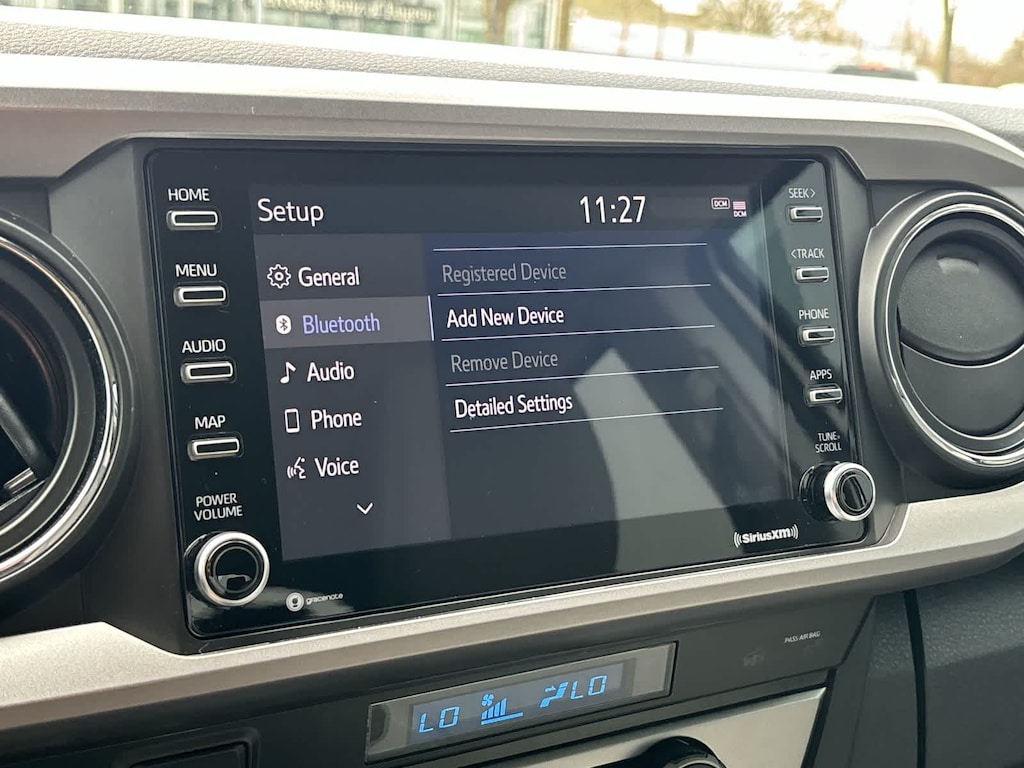 HOME
MENU
AUDIO
MAP
POWER
VOLUME
Setup
11:27
DCM
DCM
General
Bluetooth
Audio
Phone
Voice
Registered Device
Add New Device
Remove Device
Detailed Settings
SEEK>
<TRACK
PHONE
APPS
TUNE
SCROLL
gracenote
((SiriusXM))
PASS AIR BAG
LO
LO